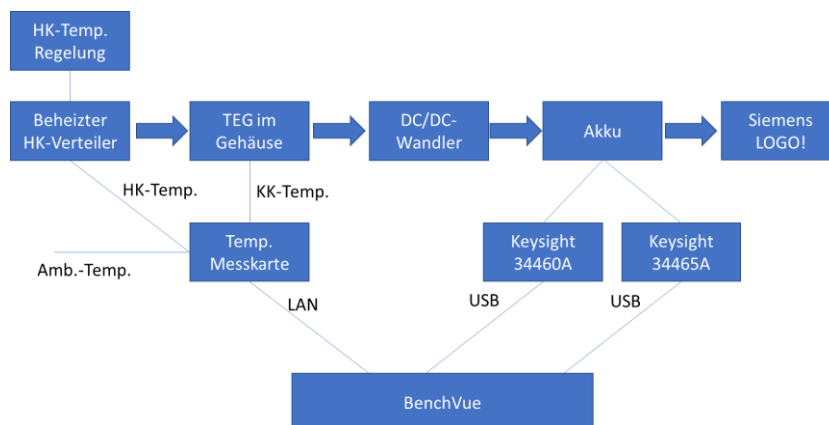 HK-Temp.
Regelung
Beheizter
HK-Verteiler
TEG im
Gehäuse
DC/DC-
Wandler
Akku
Siemens
LOGO!
HK-Temp.
KK-Temp.
Amb.-Temp.
Temp.
Messkarte
Keysight
34460A
Keysight
34465A
LAN
USB
USB
BenchVue